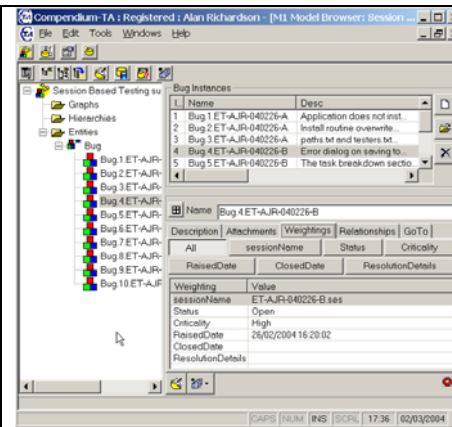 Compendium-TA : Registered : Alan Richardson - [M1 Model Browser: Session ...
File Edit Tools Windows Help
Session Based Testing su
Graphs
Hierarchies
Entities
Bug
Bug.1.ET-AJR-
Bug.2.ET-AJR-
Bug.3.ET-AJR-
Bug.4.ET-AJR-
Bug.5.ET-AJR-
Bug.6.ET-AJR-
Bug.7.ET-AJR-
Bug.8.ET-AJR-
Bug.9.ET-AJR-
Bug.10.ET-AJF
Bug Instances
I.. Name Desc
1 Bug.1.ET-AJR-040226-A Application does not inst...
2 Bug.2.ET-AJR-040226-A Install routine overwrite...
3 Bug.3.ET-AJR-040226-A paths.txt and testers.txt...
4 Bug.4.ET-AJR-040226-B Error dialog on saving to...
5 Bug.5.ET-AJR-040226-B The task breakdown sectio...
Name Bug.4.ET-AJR-040226-B
Description Attachments Weightings Relationships GoTo
All sessionName Status Criticality
RaisedDate ClosedDate ResolutionDetails
Weighting Value
sessionName ET-AJR-040226-B.ses
Status Open
Criticality High
RaisedDate 26/02/2004 16:20:02
ClosedDate
ResolutionDetails
CAPS NUM INS SCRL 17:36 02/03/2004